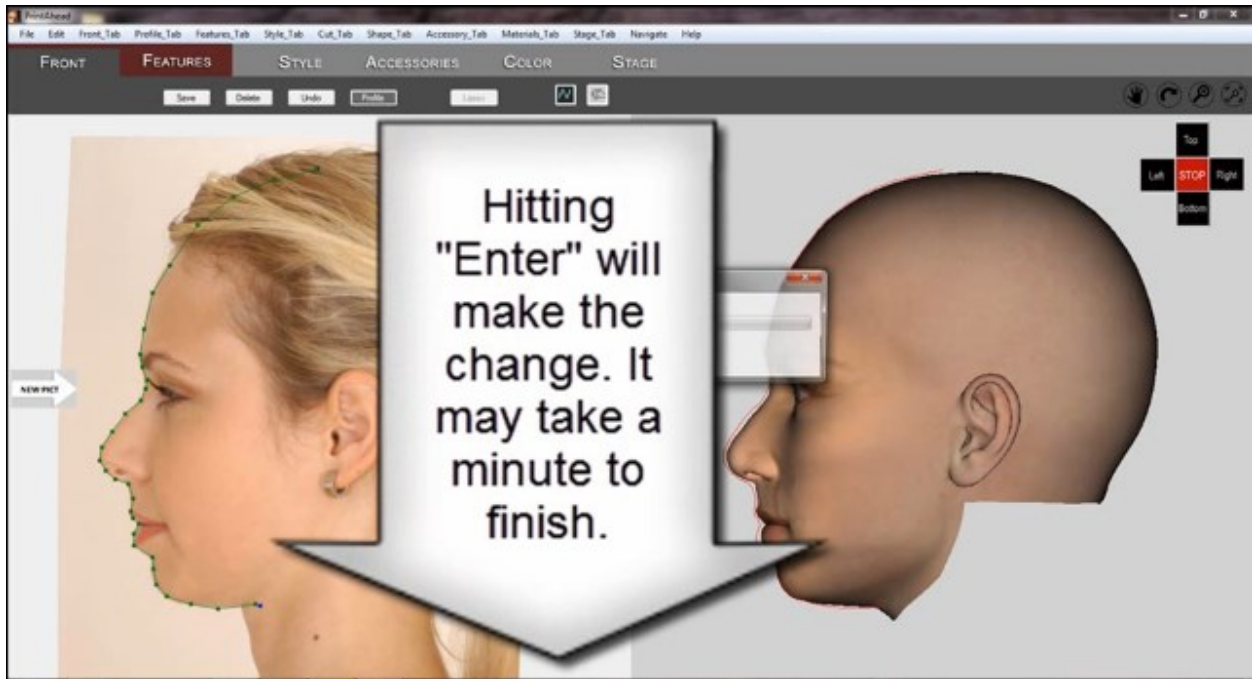 PrintAhead
File Edit Front_Tab Profile_Tab Features_Tab Style_Tab Cut_Tab Shape_Tab Accessory_Tab Materials_Tab Stage_Tab Navigate Help
FRONT FEATURES STYLE ACCESSORIES COLOR STAGE
Save Delete Undo Profile Lasso
Top
Left STOP Right
Bottom
NEW PICT
Hitting
"Enter" will
make the
change. It
may take a
minute to
finish.